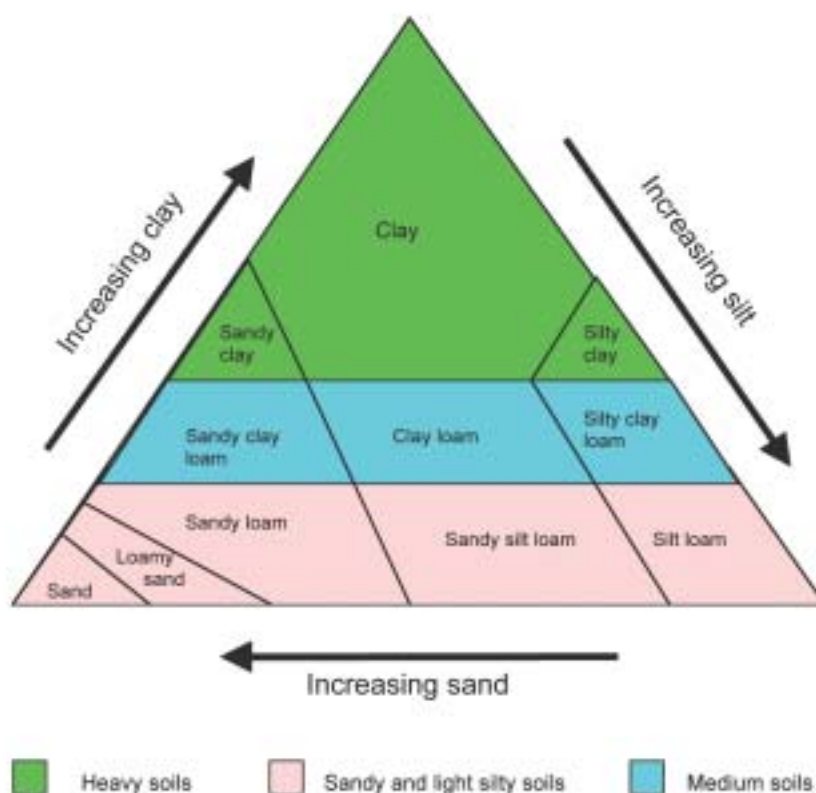 Increasing clay
Increasing silt
Clay
Sandy
clay
Silty
clay
Sandy clay
loam
Clay loam
Silty clay
loam
Sandy loam
Loamy
sand
Sand
Sandy silt loam
Silt loam
Increasing sand
Heavy soils
Sandy and light silty soils
Medium soils